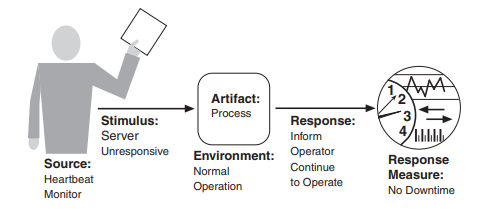 Source:
Heartbeat
Monitor
Stimulus:
Server
Unresponsive
Artifact:
Process
Environment:
Normal
Operation
Response:
Inform
Operator
Continue
to Operate
1
2
3
4
Response
Measure:
No Downtime